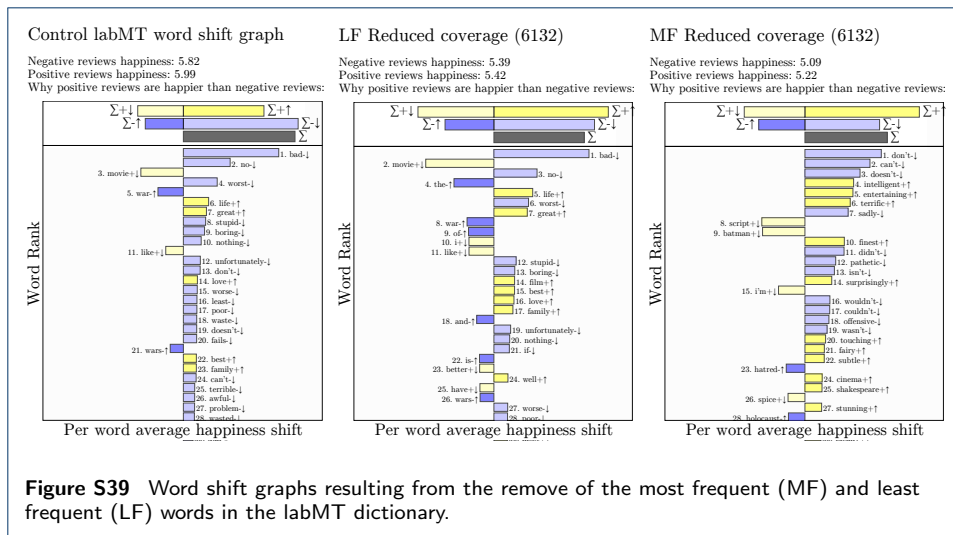 Control labMT word shift graph
Negative reviews happiness: 5.82
Positive reviews happiness: 5.99
Why positive reviews are happier than negative reviews:
Σ+↓ Σ+↑
Σ-↑ Σ-↓
Σ
1. bad-↓
2. no-↓
3. movie+↓
4. worst-↓
5. war-↑
6. life+↑
7. great+↑
8. stupid-↓
9. boring-↓
10. nothing-↓
11. like+↓
12. unfortunately-↓
13. don't-↓
14. love+↑
15. worse-↓
16. least-↓
17. poor-↓
18. waste-↓
19. doesn't-↓
20. fails-↓
21. wars-↑
22. best+↑
23. family+↑
24. can't-↓
25. terrible-↓
26. awful-↓
27. problem-↓
28. wasted-↓
Word Rank
Per word average happiness shift
LF Reduced coverage (6132)
Negative reviews happiness: 5.39
Positive reviews happiness: 5.42
Why positive reviews are happier than negative reviews:
Σ+↓ Σ+↑
Σ-↑ Σ-↓
Σ
1. bad-↓
2. movie+↓
3. no-↓
4. the-↑
5. life+↑
6. worst-↓
7. great+↑
8. war-↑
9. of-↑
10. i+↓
11. like+↓
12. stupid-↓
13. boring-↓
14. film+↑
15. best+↑
16. love+↑
17. family+↑
18. and-↑
19. unfortunately-↓
20. nothing-↓
21. if-↓
22. is-↑
23. better+↓
24. well+↑
25. have+↓
26. wars-↑
27. worse-↓
28. poor-↓
Word Rank
Per word average happiness shift
MF Reduced coverage (6132)
Negative reviews happiness: 5.09
Positive reviews happiness: 5.22
Why positive reviews are happier than negative reviews:
Σ+↓ Σ+↑
Σ-↑ Σ-↓
Σ
1. don't-↓
2. can't-↓
3. doesn't-↓
4. intelligent+↑
5. entertaining+↑
6. terrific+↑
7. sadly-↓
8. script+↓
9. batman+↓
10. finest+↑
11. didn't-↓
12. pathetic-↓
13. isn't-↓
14. surprisingly+↑
15. i'm+↓
16. wouldn't-↓
17. couldn't-↓
18. offensive-↓
19. wasn't-↓
20. touching+↑
21. fairy+↑
22. subtle+↑
23. hatred-↑
24. cinema+↑
25. shakespeare+↑
26. spice+↓
27. stunning+↑
28. holocaust-↑
Word Rank
Per word average happiness shift
Figure S39 Word shift graphs resulting from the remove of the most frequent (MF) and least
frequent (LF) words in the labMT dictionary.